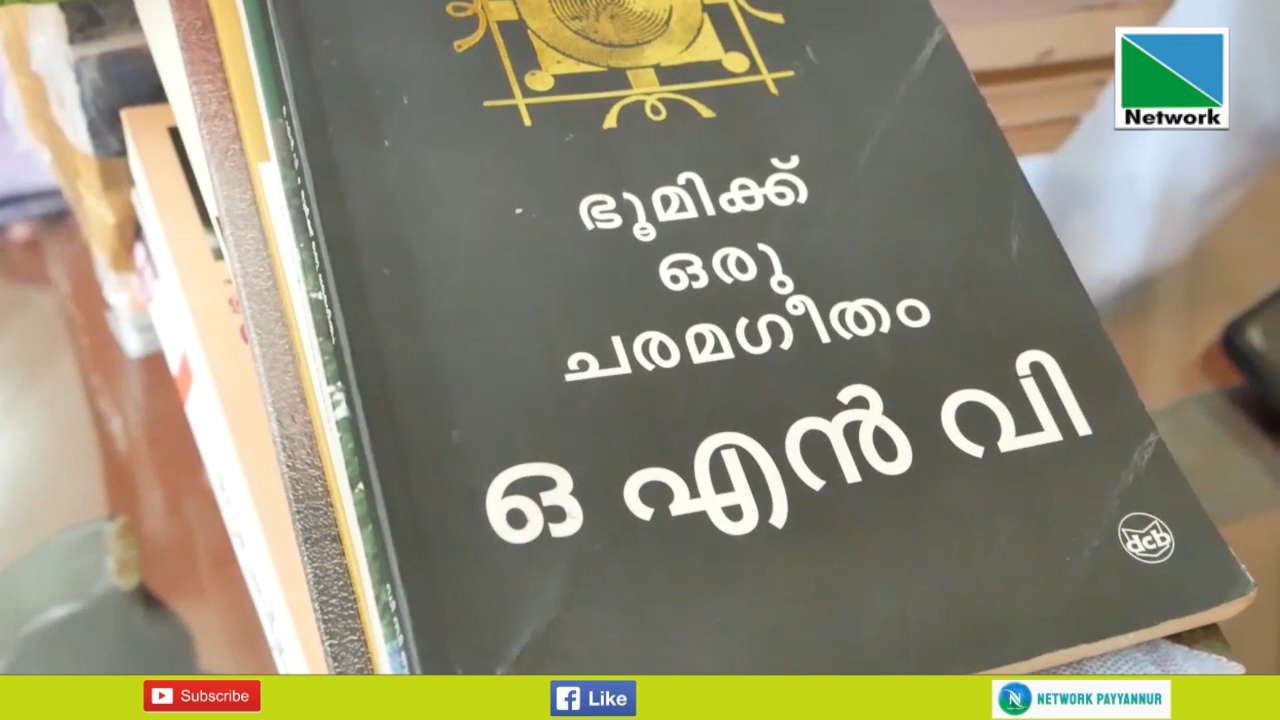 Network
ഭൂമിക്ക്
ഒരു
ചരമഗീതം
ഒ എൻ വി
dcb
Subscribe
Like
NETWORK PAYYANNUR